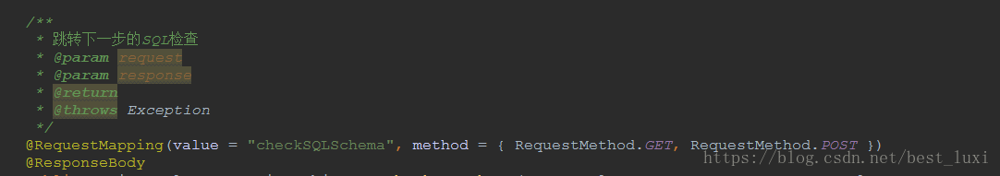 /**
* 跳转下一步的SQL检查
* @param request
* @param response
* @return
* @throws Exception
*/
@RequestMapping(value = "checkSQLSchema", method = { RequestMethod.GET, RequestMethod.POST })
https://blog.csdn.net/best_luxi
@ResponseBody